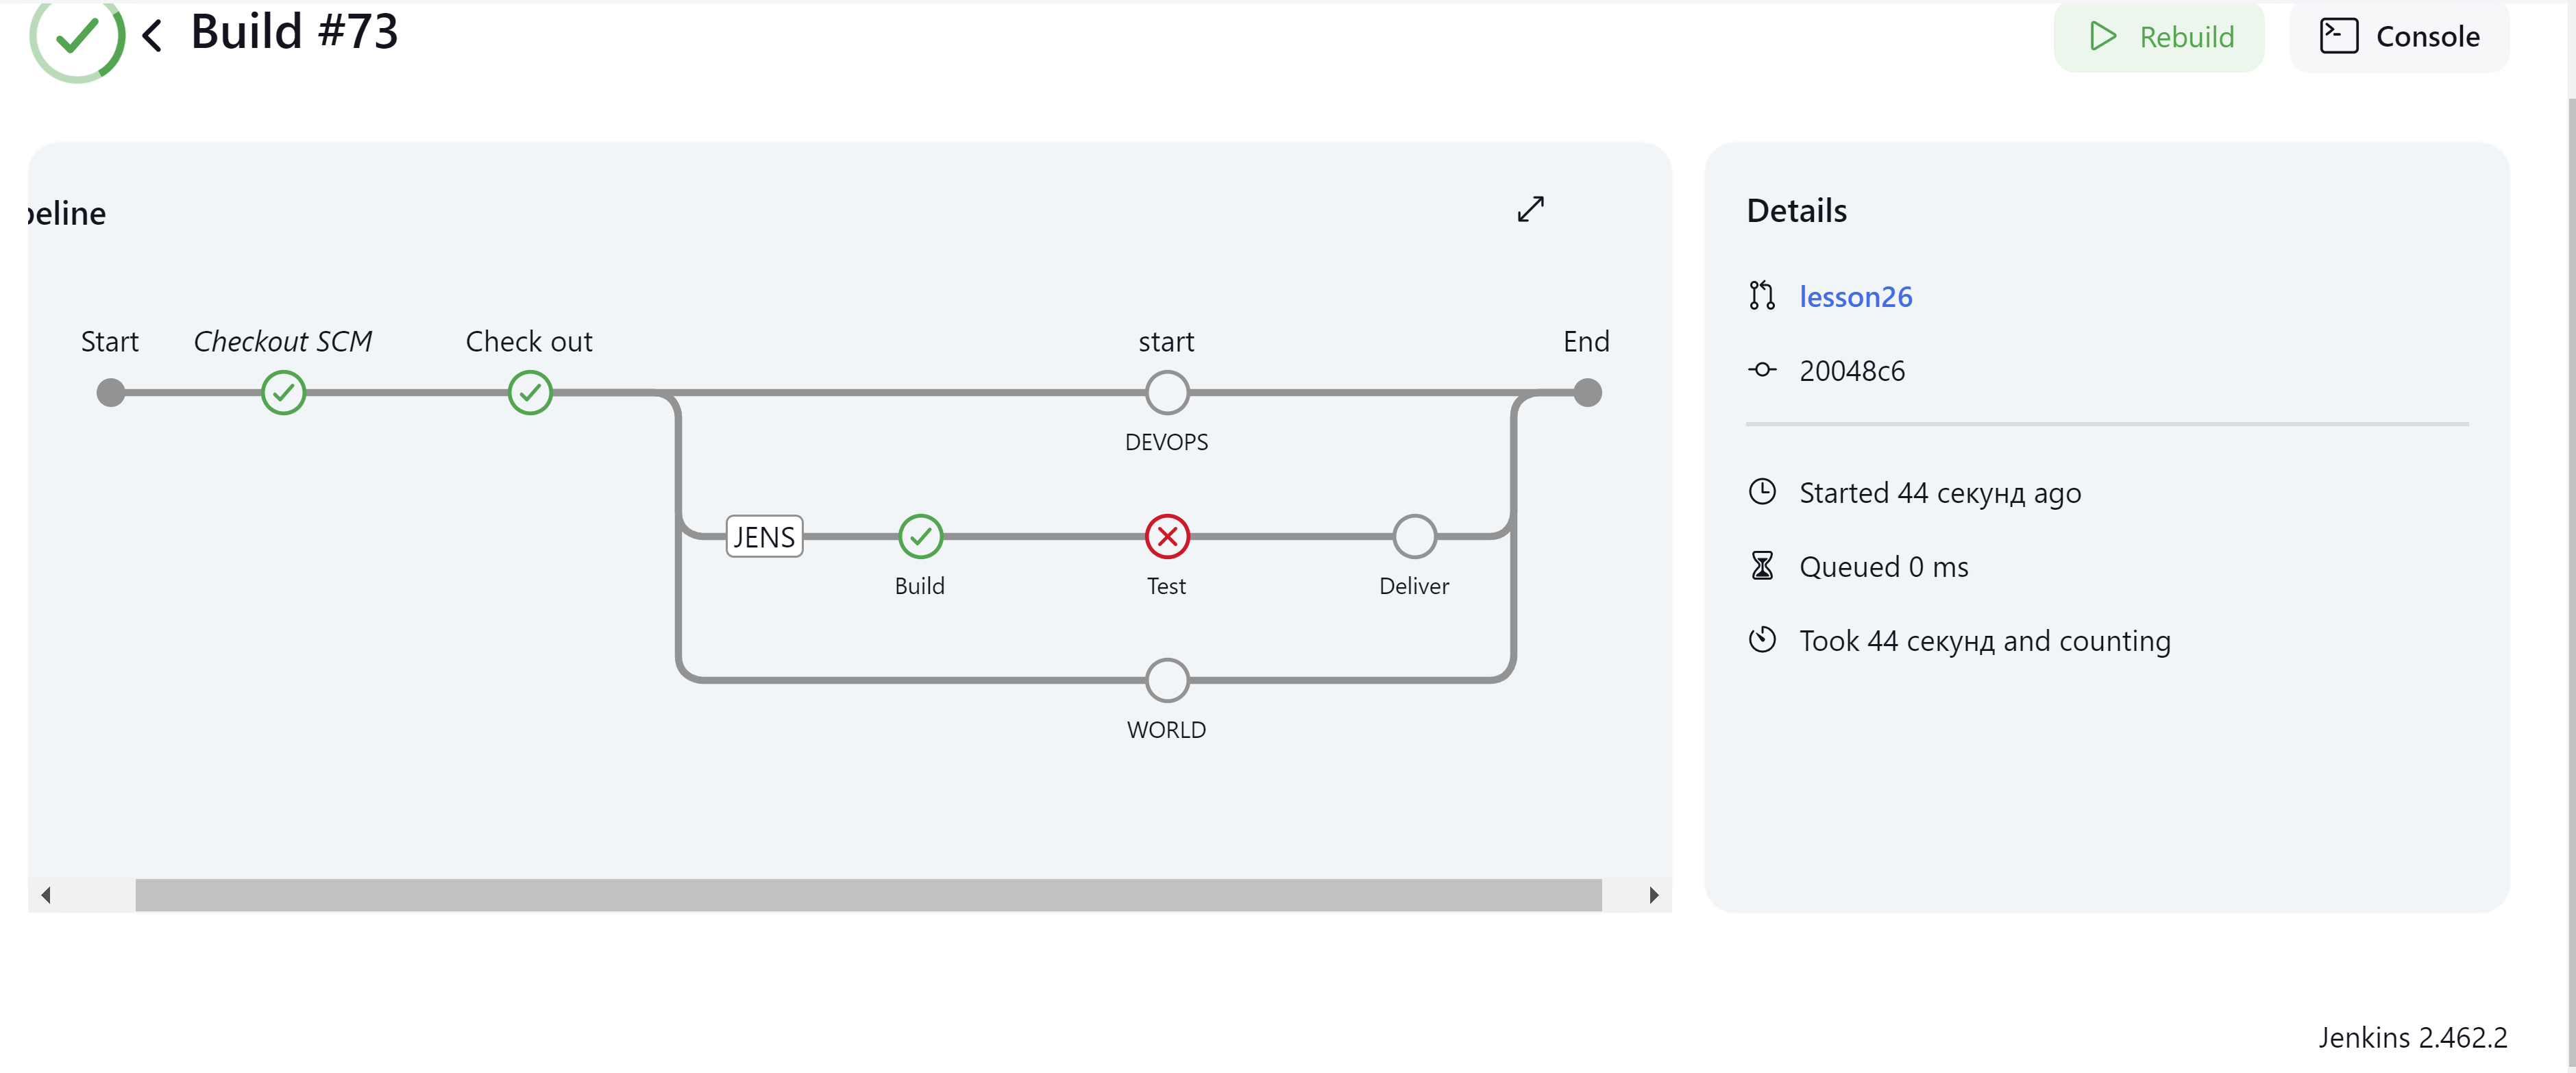 Build #73
Rebuild
Console
peline
Details
lesson26
20048c6
Started 44 секунд ago
Queued 0 ms
Took 44 секунд and counting
Start
Checkout SCM
Check out
start
End
DEVOPS
JENS
Build
Test
Deliver
WORLD
Jenkins 2.462.2